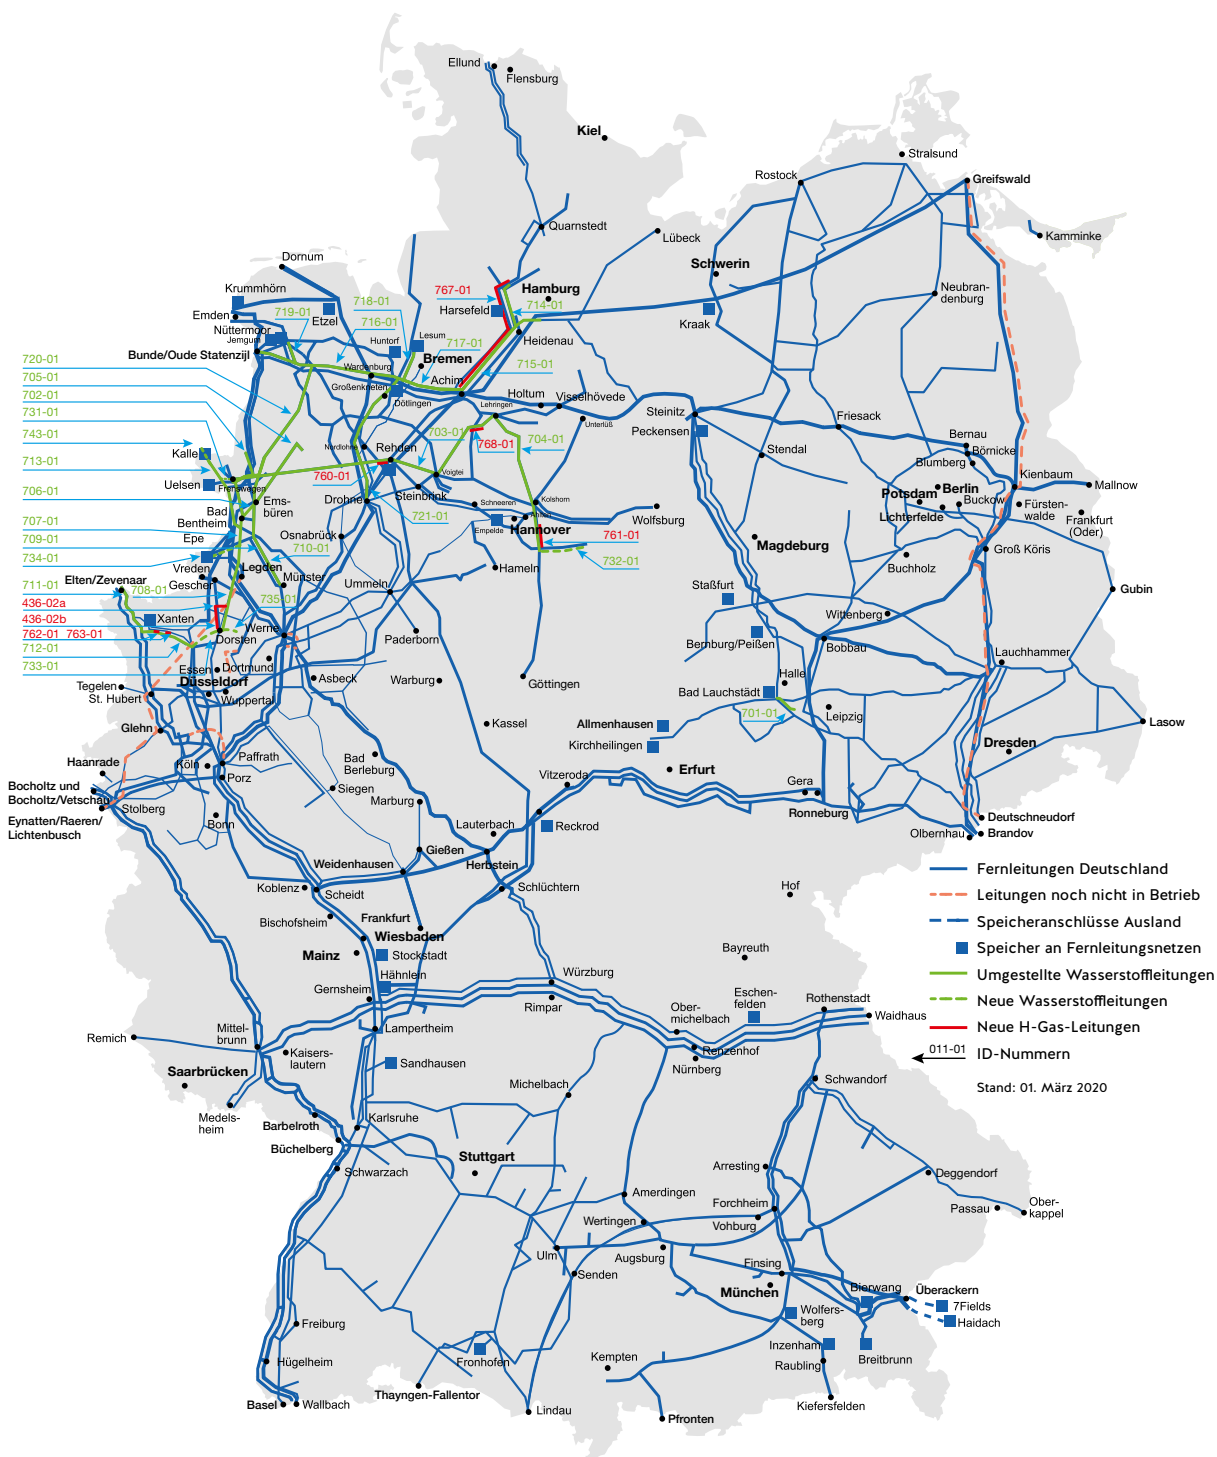 Ellund
Flensburg
Kiel
Stralsund
Rostock
Greifswald
Quarnstedt
Lübeck
Kamminke
Schwerin
Dornum
Neubran-
denburg
Krummhörn
767-01
Hamburg
718-01
714-01
Harsefeld
Emden
719-01
Etzel
716-01
Kraak
Nüttermoor
Jemgum
Huntorf
Lesum
Heidenau
Bunde/Oude Statenzijl
Bremen
717-01
720-01
Wardenburg
715-01
705-01
Großenkneten
Achim
702-01
Dötlingen
Lehringen
Holtum
Visselhövede
731-01
Unterlüß
Steinitz
Friesack
743-01
Nordlohne
703-01
768-01
704-01
Peckensen
Bernau
Kalle
Rehden
Stendal
Börnicke
713-01
Blumberg
Frenswegen
760-01
Voigtei
Kienbaum
Mallnow
Uelsen
Steinbrink
Berlin
706-01
Drohne
Potsdam
Buckow
Ems-
büren
Schneeren
Kolshorn
Lichterfelde
Fürsten-
walde
Bad
Bentheim
721-01
Ahlten
Wolfsburg
Frankfurt
(Oder)
707-01
Empelde
Hannover
Epe
Osnabrück
761-01
709-01
710-01
Magdeburg
Groß Köris
734-01
732-01
Buchholz
Vreden
Legden
Hameln
Elten/Zevenaar
Gescher
Münster
Ummeln
Staßfurt
Gubin
711-01
708-01
436-02a
735-01
436-02b
Xanten
Wittenberg
762-01 763-01
Dorsten
Werne
Paderborn
712-01
Bernburg/Peißen
Bobbau
733-01
Essen
Dortmund
Lauchhammer
Düsseldorf
Asbeck
Warburg
Göttingen
Halle
Tegelen
St. Hubert
Wuppertal
Bad Lauchstädt
701-01
Leipzig
Glehn
Kassel
Allmenhausen
Lasow
Kirchheilingen
Dresden
Haanrade
Köln
Paffrath
Bad
Berleburg
Erfurt
Porz
Vitzeroda
Gera
Bocholtz und
Bocholtz/Vetschau
Siegen
Stolberg
Marburg
Ronneburg
Eynatten/Raeren/
Lichtenbusch
Bonn
Lauterbach
Reckrod
Deutschneudorf
Olbernhau
Brandov
Gießen
Weidenhausen
Herbstein
Koblenz
Scheidt
Schlüchtern
Hof
Bischofsheim
Frankfurt
Wiesbaden
Mainz
Stockstadt
Bayreuth
Hähnlein
Würzburg
Gernsheim
Eschen-
felden
Rothenstadt
Rimpar
Ober-
michelbach
Waidhaus
Remich
Mittel-
brunn
Lampertheim
Renzenhof
Nürnberg
Kaisers-
lautern
Sandhausen
Saarbrücken
Michelbach
Schwandorf
Medels-
heim
Barbelroth
Karlsruhe
Büchelberg
Stuttgart
Schwarzach
Arresting
Deggendorf
Amerdingen
Forchheim
Passau
Ober-
kappel
Wertingen
Vohburg
Ulm
Augsburg
Finsing
Senden
München
Bierwang
Überackern
7Fields
Wolfers-
berg
Haidach
Freiburg
Inzenham
Breitbrunn
Hügelheim
Fronhofen
Kempten
Raubling
Thayngen-Fallentor
Basel
Wallbach
Lindau
Pfronten
Kiefersfelden
Fernleitungen Deutschland
Leitungen noch nicht in Betrieb
Speicheranschlüsse Ausland
Speicher an Fernleitungsnetzen
Umgestellte Wasserstoffleitungen
Neue Wasserstoffleitungen
Neue H-Gas-Leitungen
011-01
ID-Nummern
Stand: 01. März 2020